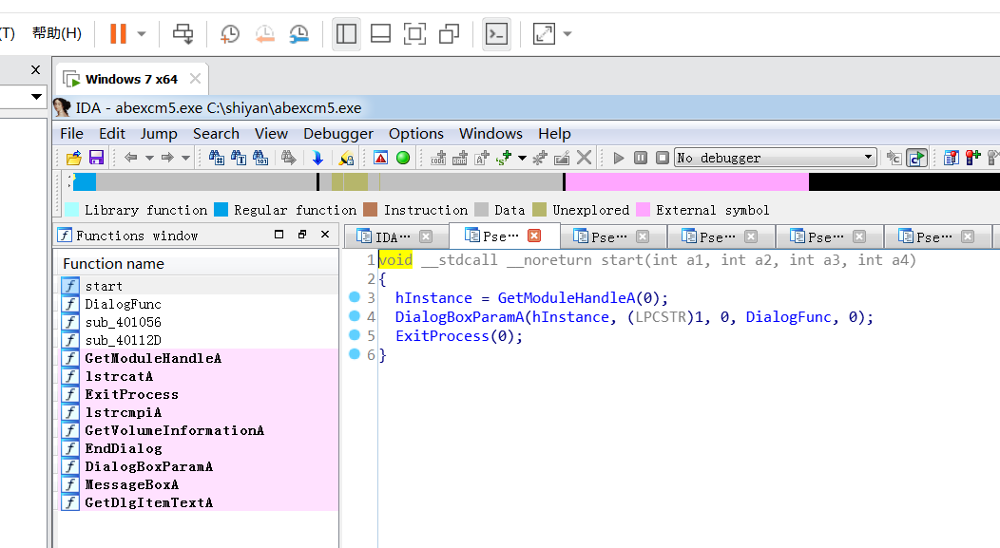 (T) 帮助(H)
Windows 7 x64
IDA - abexcm5.exe C:\shiyan\abexcm5.exe
File Edit Jump Search View Debugger Options Windows Help
No debugger
Library function Regular function Instruction Data Unexplored External symbol
Functions window
IDA··· Pse··· Pse··· Pse··· Pse··· Pse···
Function name
start
DialogFunc
sub_401056
sub_40112D
GetModuleHandleA
lstrcatA
ExitProcess
lstrcmpiA
GetVolumeInformationA
EndDialog
DialogBoxParamA
MessageBoxA
GetDlgItemTextA
1 void __stdcall __noreturn start(int a1, int a2, int a3, int a4)
2 {
3 hInstance = GetModuleHandleA(0);
4 DialogBoxParamA(hInstance, (LPCSTR)1, 0, DialogFunc, 0);
5 ExitProcess(0);
6 }